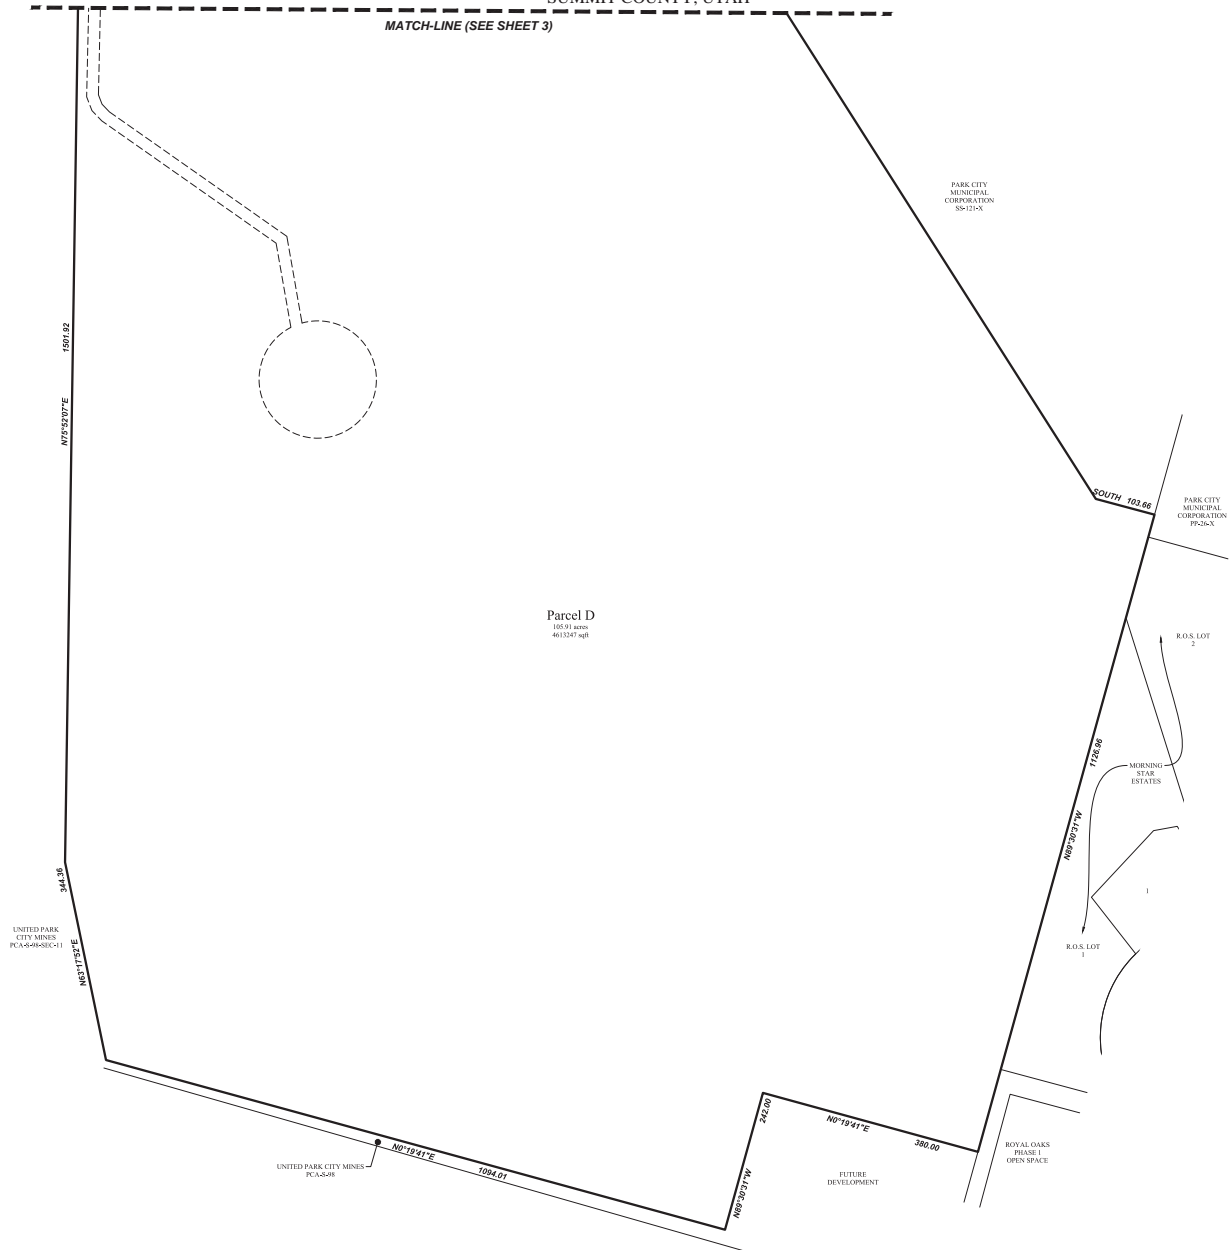 SUMMIT COUNTY, UTAH
MATCH-LINE (SEE SHEET 3)
PARK CITY
MUNICIPAL
CORPORATION
SS-121-X
1501.92
N75°52'07"E
SOUTH 103.66
PARK CITY
MUNICIPAL
CORPORATION
PP-26-X
Parcel D
105.91 acres
4613247 sqft
R.O.S. LOT
2
1126.96
N89°30'31"W
MORNING
STAR
ESTATES
1
R.O.S. LOT
1
344.36
N63°17'52"E
UNITED PARK
CITY MINES
PCA-S-98-SEC-11
N0°19'41"E
1094.01
UNITED PARK CITY MINES
PCA-S-98
242.00
N89°30'31"W
N0°19'41"E
380.00
FUTURE
DEVELOPMENT
ROYAL OAKS
PHASE 1
OPEN SPACE